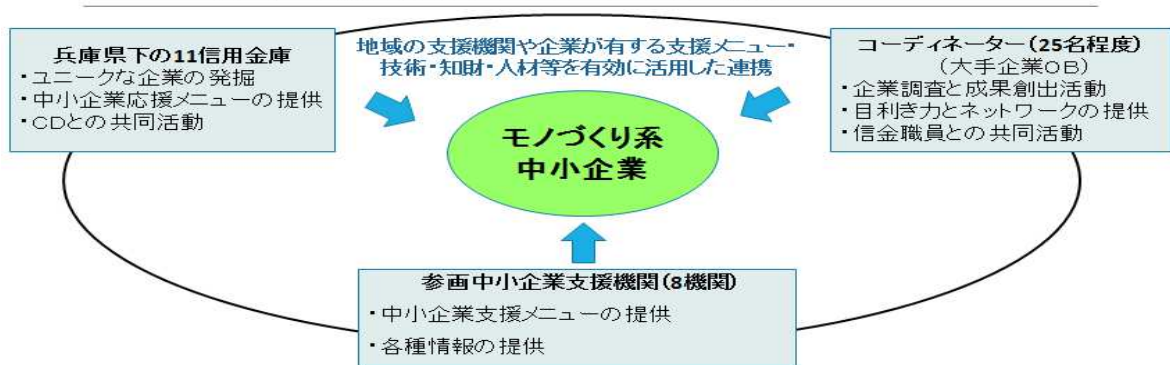 兵庫県下の11信用金庫
・ユニークな企業の発掘
・中小企業応援メニューの提供
・CDとの共同活動
地域の支援機関や企業が有する支援メニュー・
技術・知財・人材等を有効に活用した連携
コーディネーター(25名程度)
(大手企業OB)
・企業調査と成果創出活動
・目利き力とネットワークの提供
・信金職員との共同活動
モノづくり系
中小企業
参画中小企業支援機関(8機関)
・中小企業支援メニューの提供
・各種情報の提供